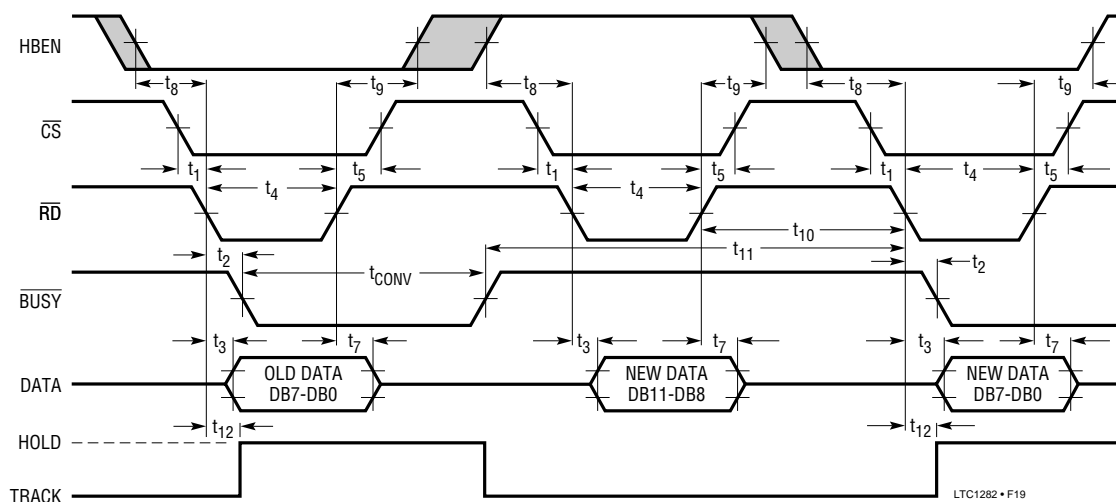 HBEN
t8 t9 t8 t9 t8 t9
CS
t1 t5 t1 t5 t1 t5
t4 t4 t4
RD
t10
t11
t2 tCONV t2
BUSY
t3 t7 t3 t7 t3 t7
DATA
OLD DATA
DB7-DB0
NEW DATA
DB11-DB8
NEW DATA
DB7-DB0
t12 t12
HOLD
TRACK
LTC1282 • F19